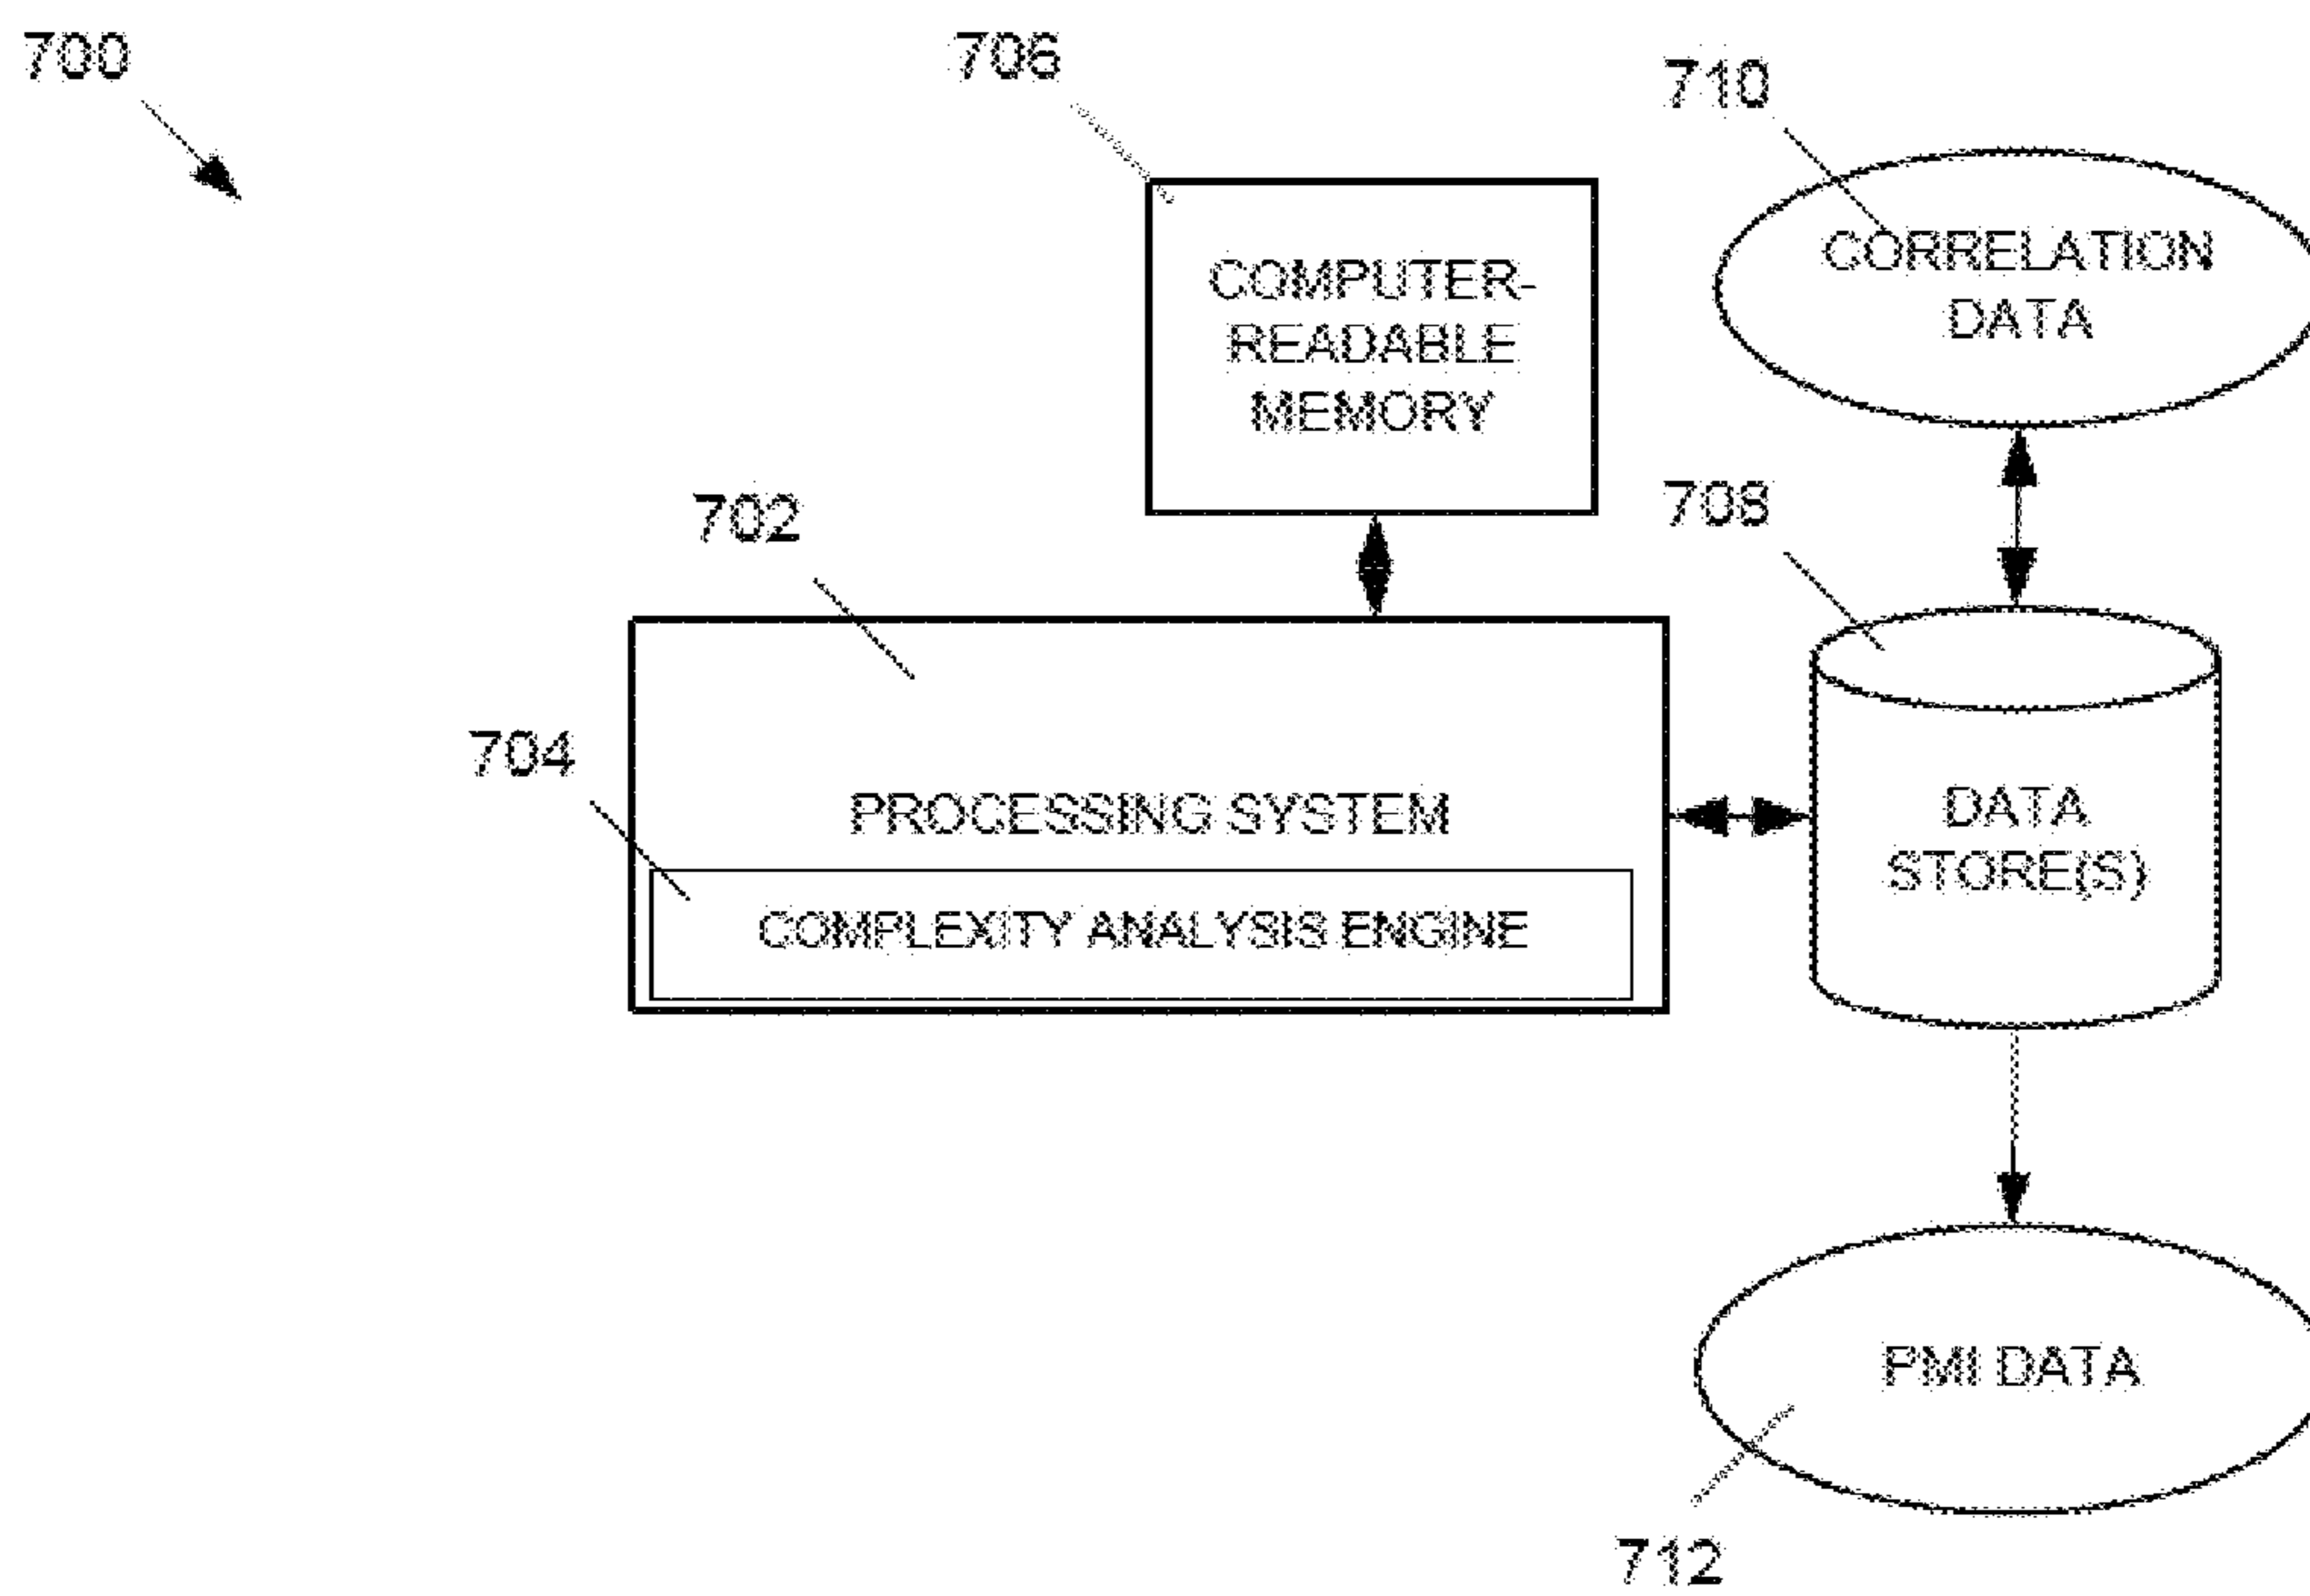 700
706
710
COMPUTER-
READABLE
MEMORY
CORRELATION
DATA
702
708
704
PROCESSING SYSTEM
COMPLEXITY ANALYSIS ENGINE
DATA
STORE(S)
PMI DATA
712